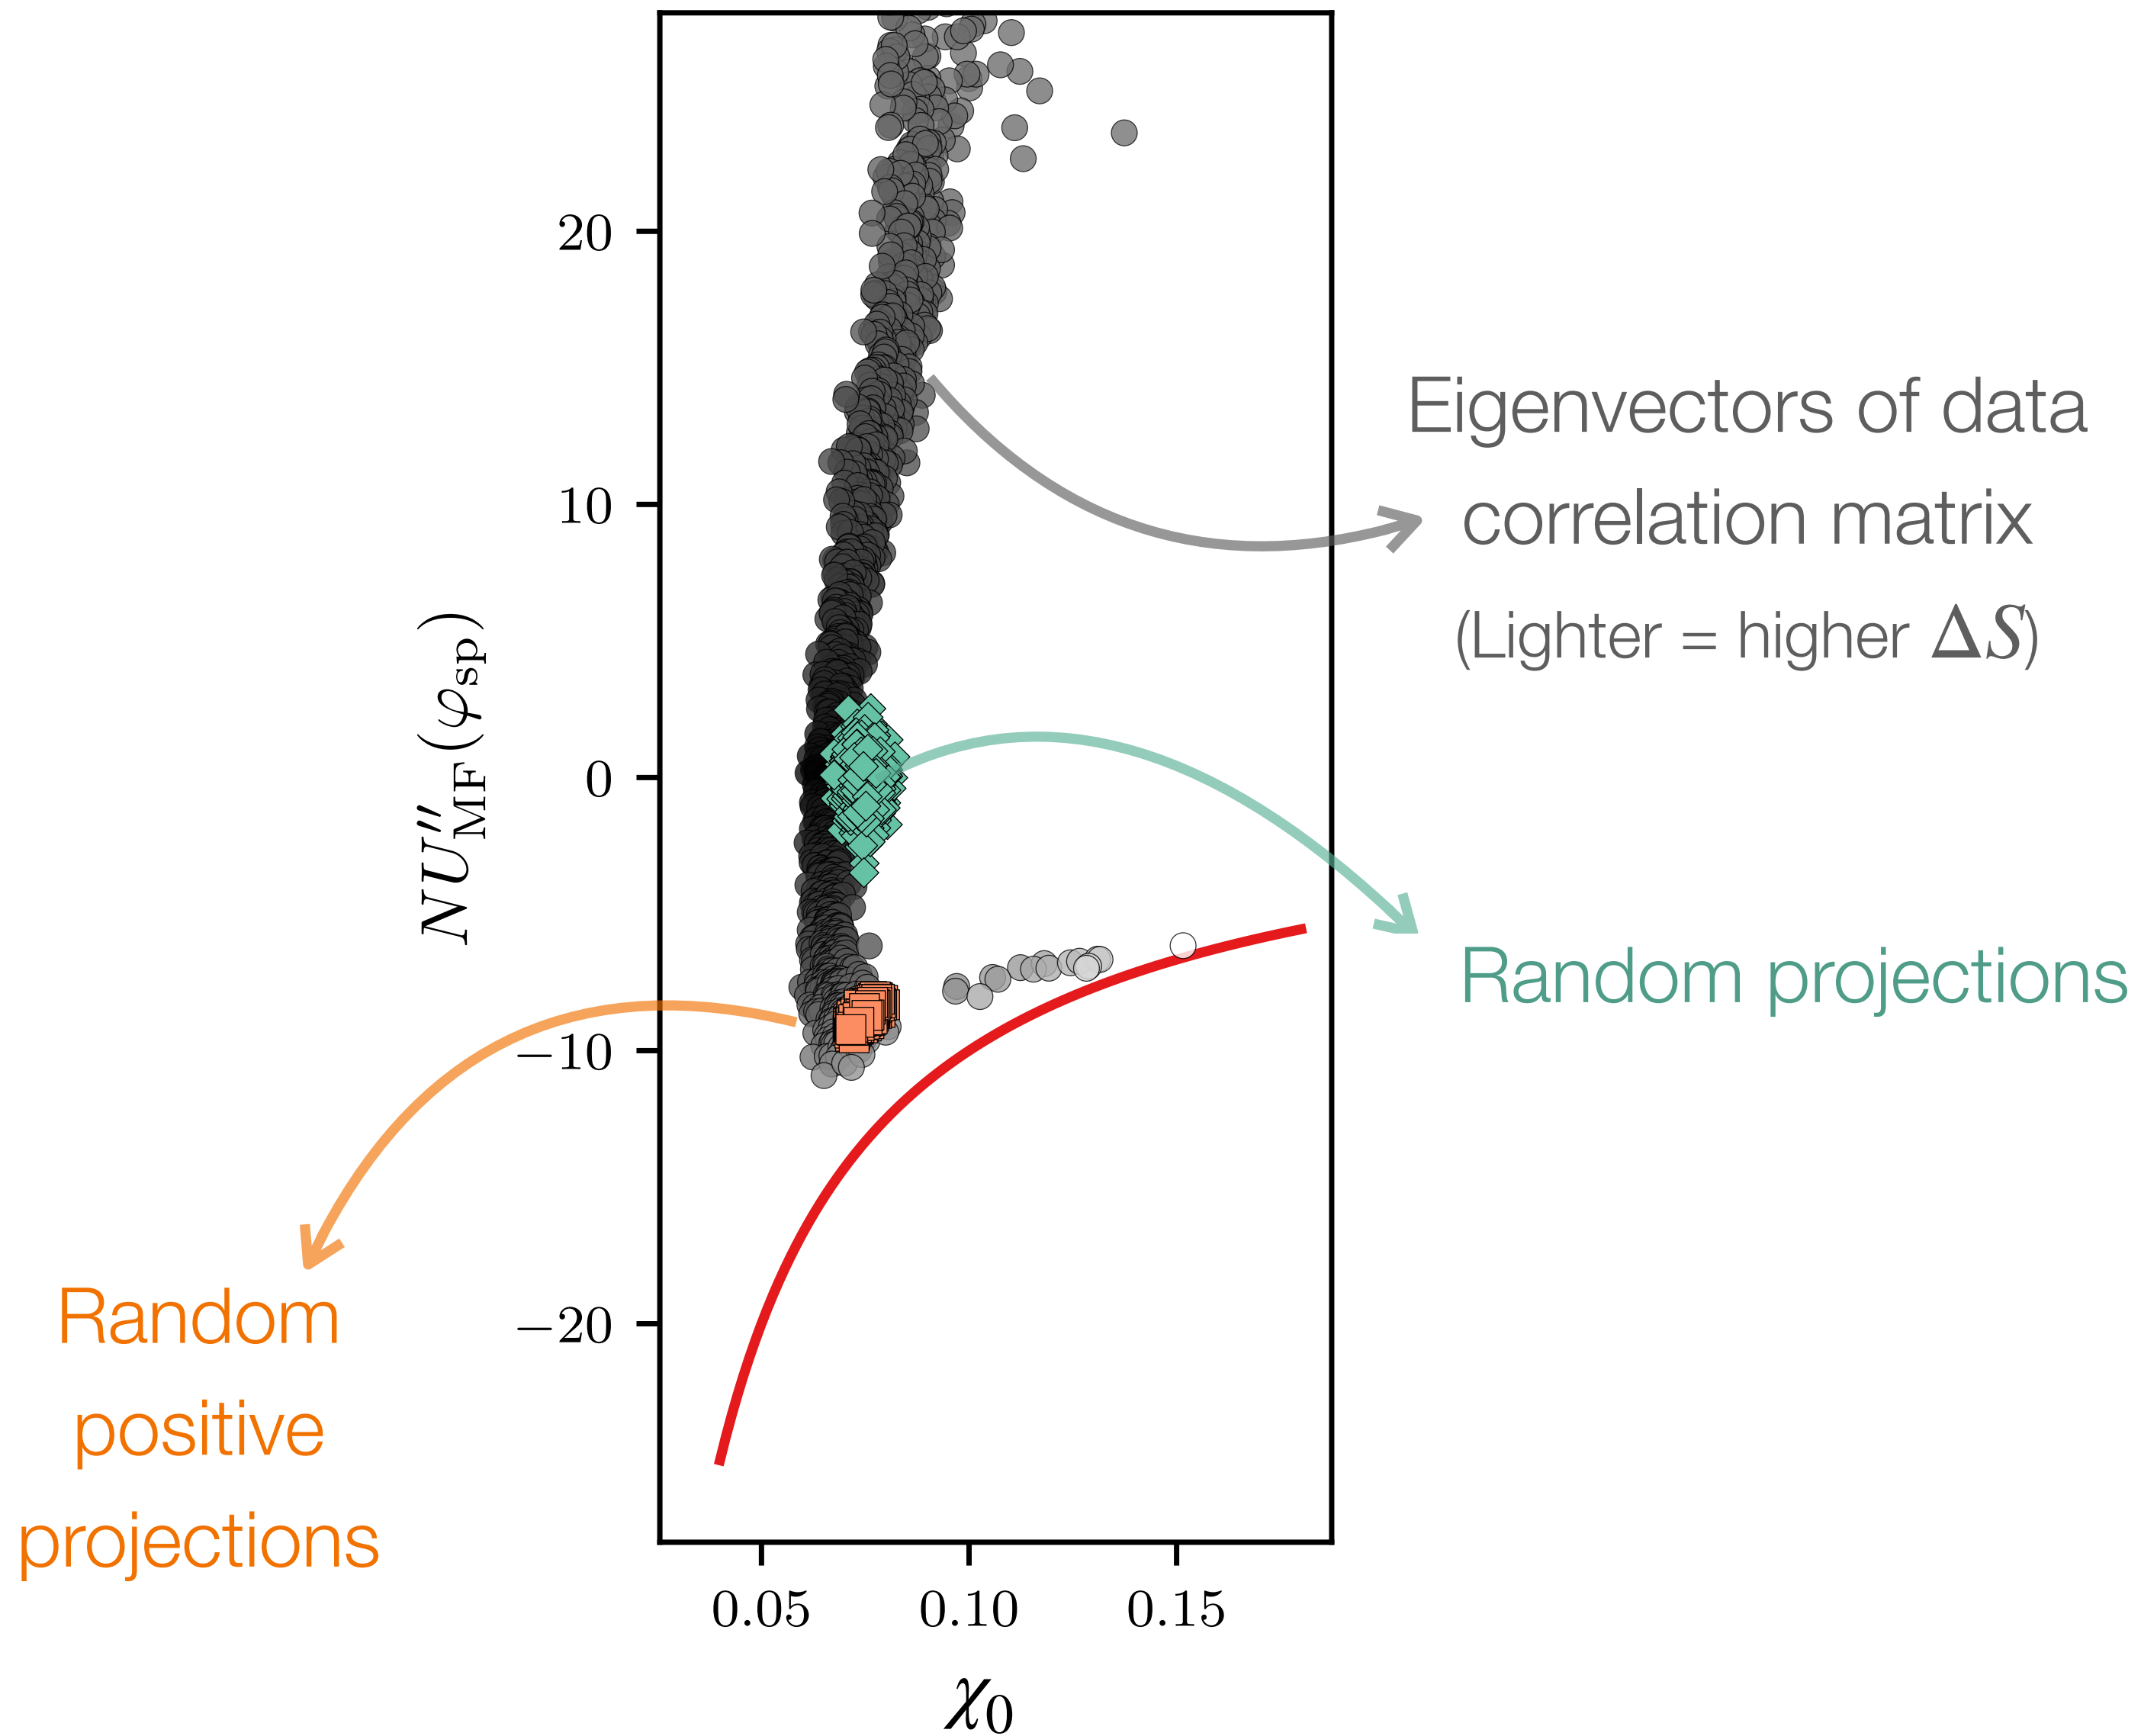 20
10
0
−10
−20
NU″MF(φsp)
0.05
0.10
0.15
χ0
Eigenvectors of data
correlation matrix
(Lighter = higher ΔS)
Random projections
Random
positive
projections